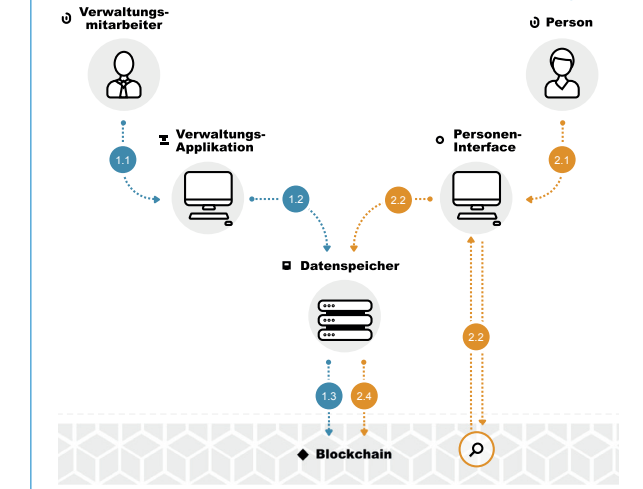 Verwaltungs-
mitarbeiter
Person
Verwaltungs-
Applikation
Personen-
Interface
1.1
2.1
1.2
2.2
Datenspeicher
2.2
1.3
2.4
Blockchain